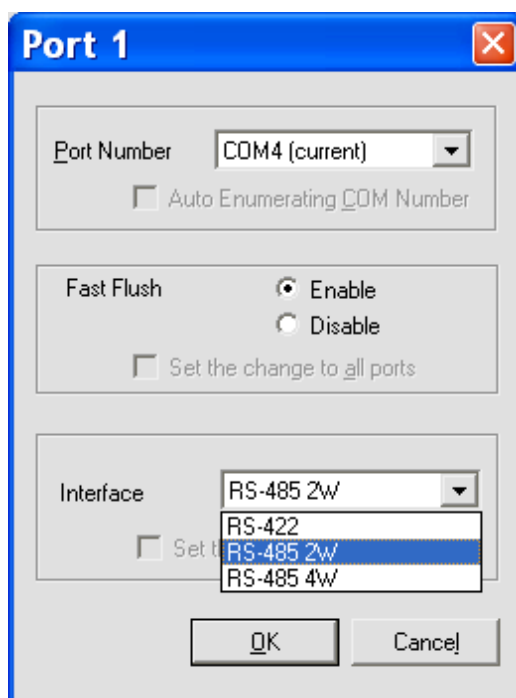 Port 1
Port Number COM4 (current)
Auto Enumerating COM Number
Fast Flush Enable
Disable
Set the change to all ports
Interface RS-485 2W
RS-422
Set RS-485 2W
RS-485 4W
OK Cancel